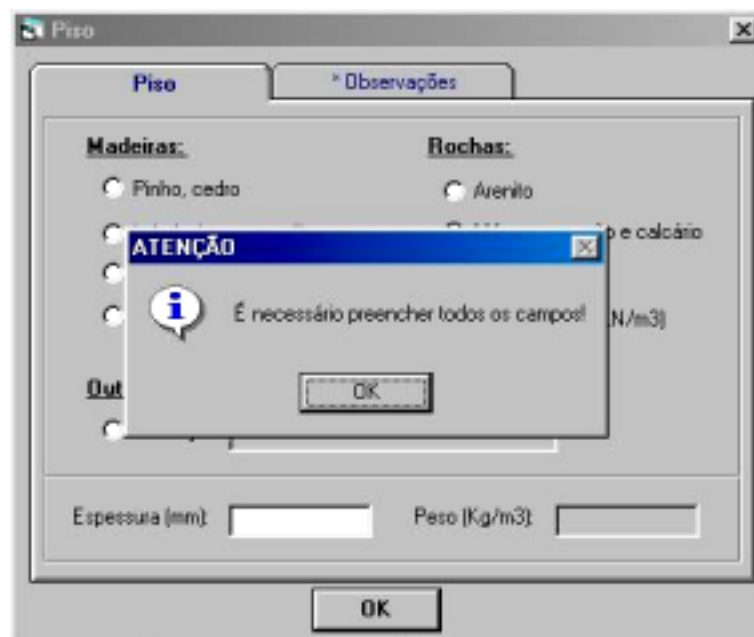 Piso
Piso
* Observações
Madeiras:
Rochas:
Pinho, cedro
Arenito
e calcário
ATENÇÃO
É necessário preencher todos os campos!
N/m3)
OK
Out
Espessura (mm):
Peso (Kg/m3):
OK